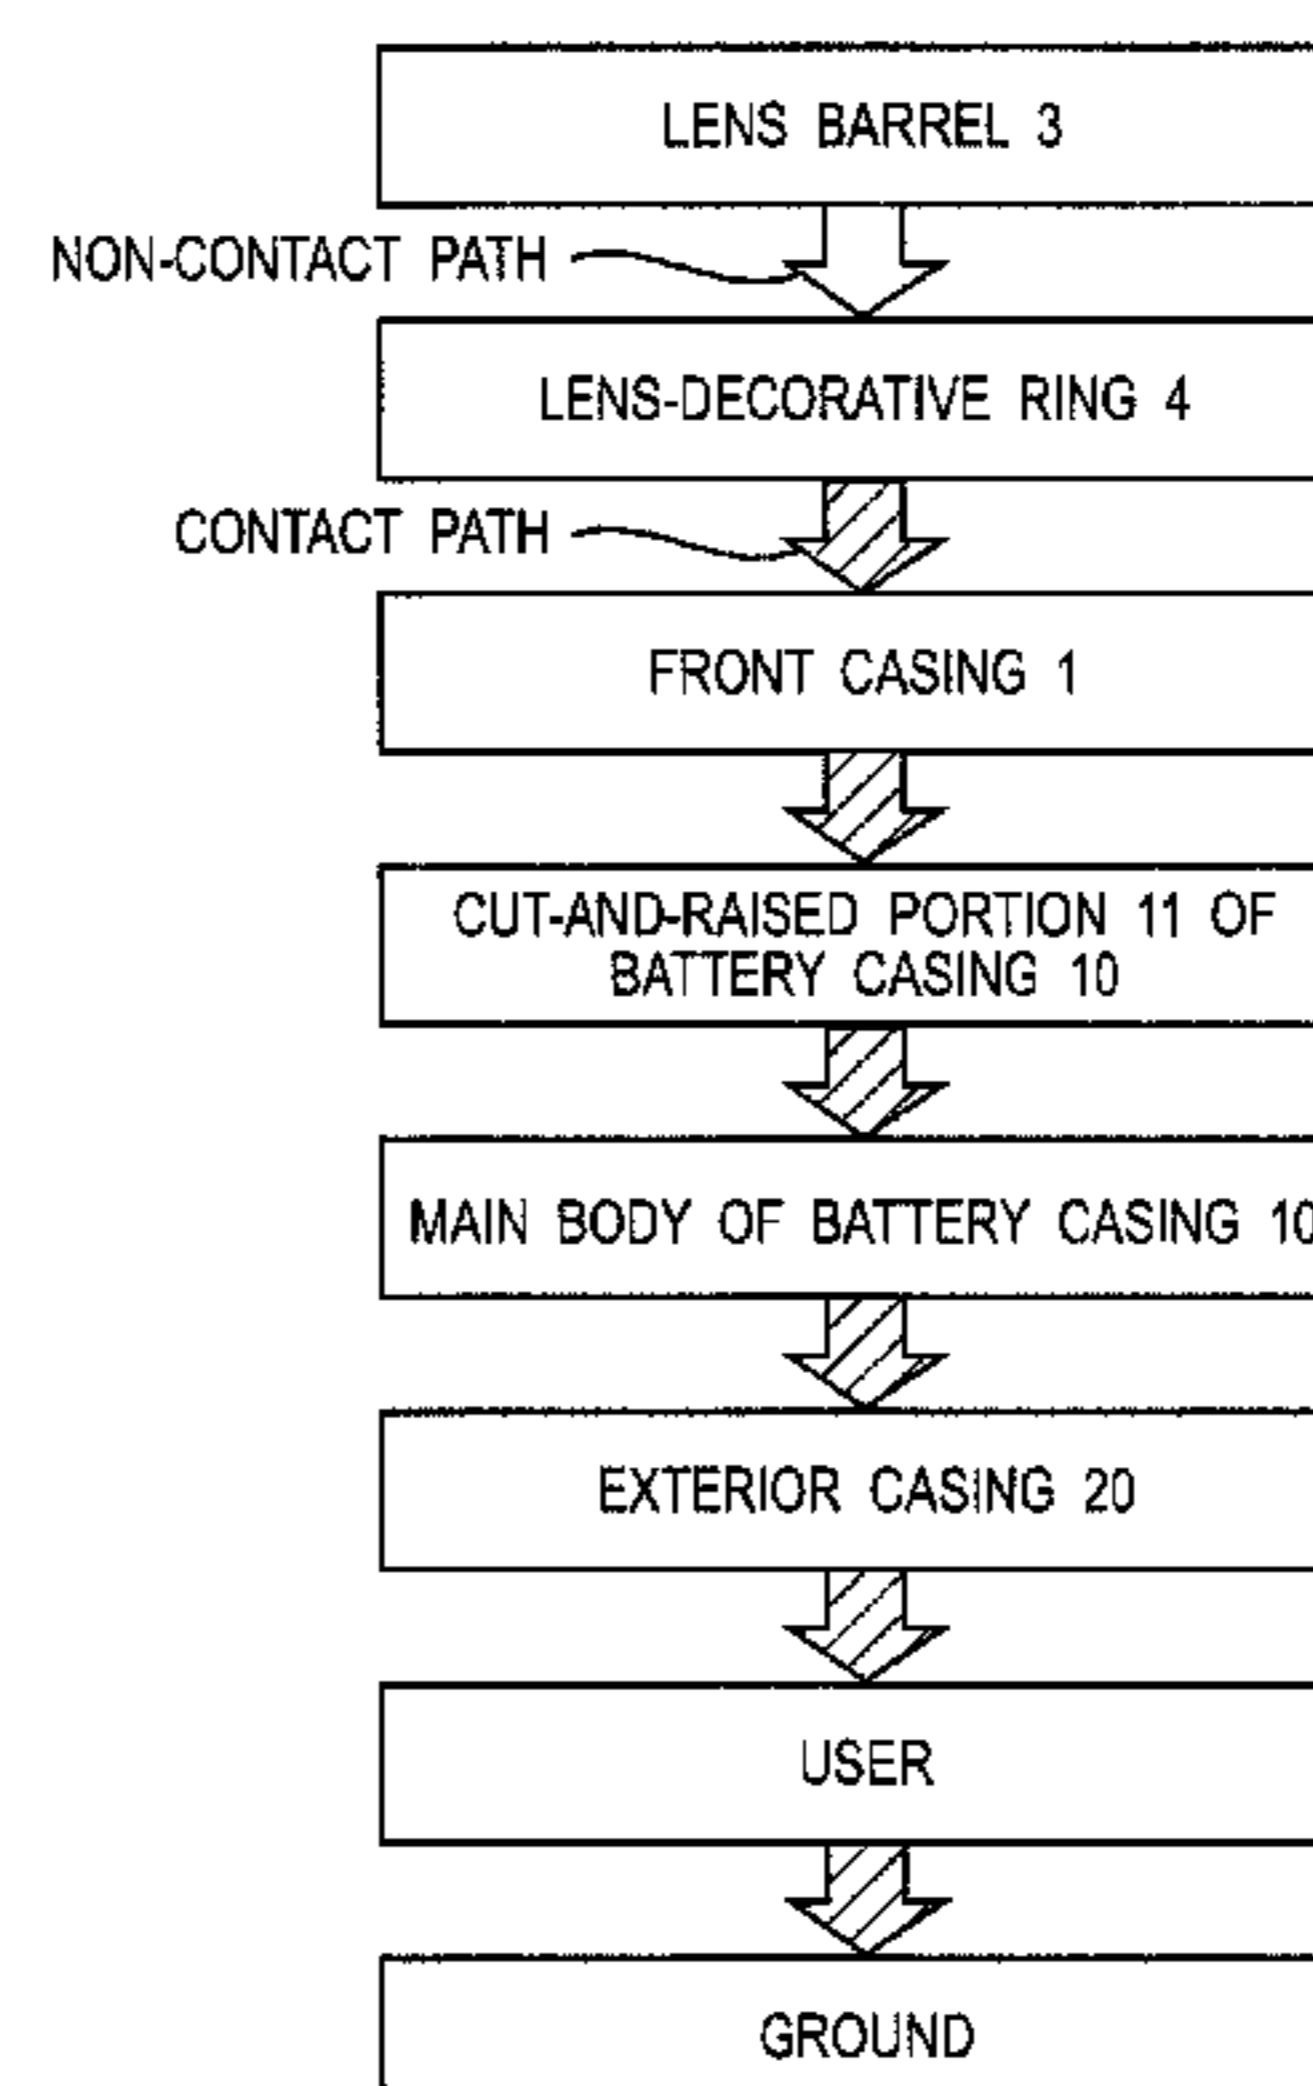 LENS BARREL 3
NON-CONTACT PATH
LENS-DECORATIVE RING 4
CONTACT PATH
FRONT CASING 1
CUT-AND-RAISED PORTION 11 OF
BATTERY CASING 10
MAIN BODY OF BATTERY CASING 10
EXTERIOR CASING 20
USER
GROUND